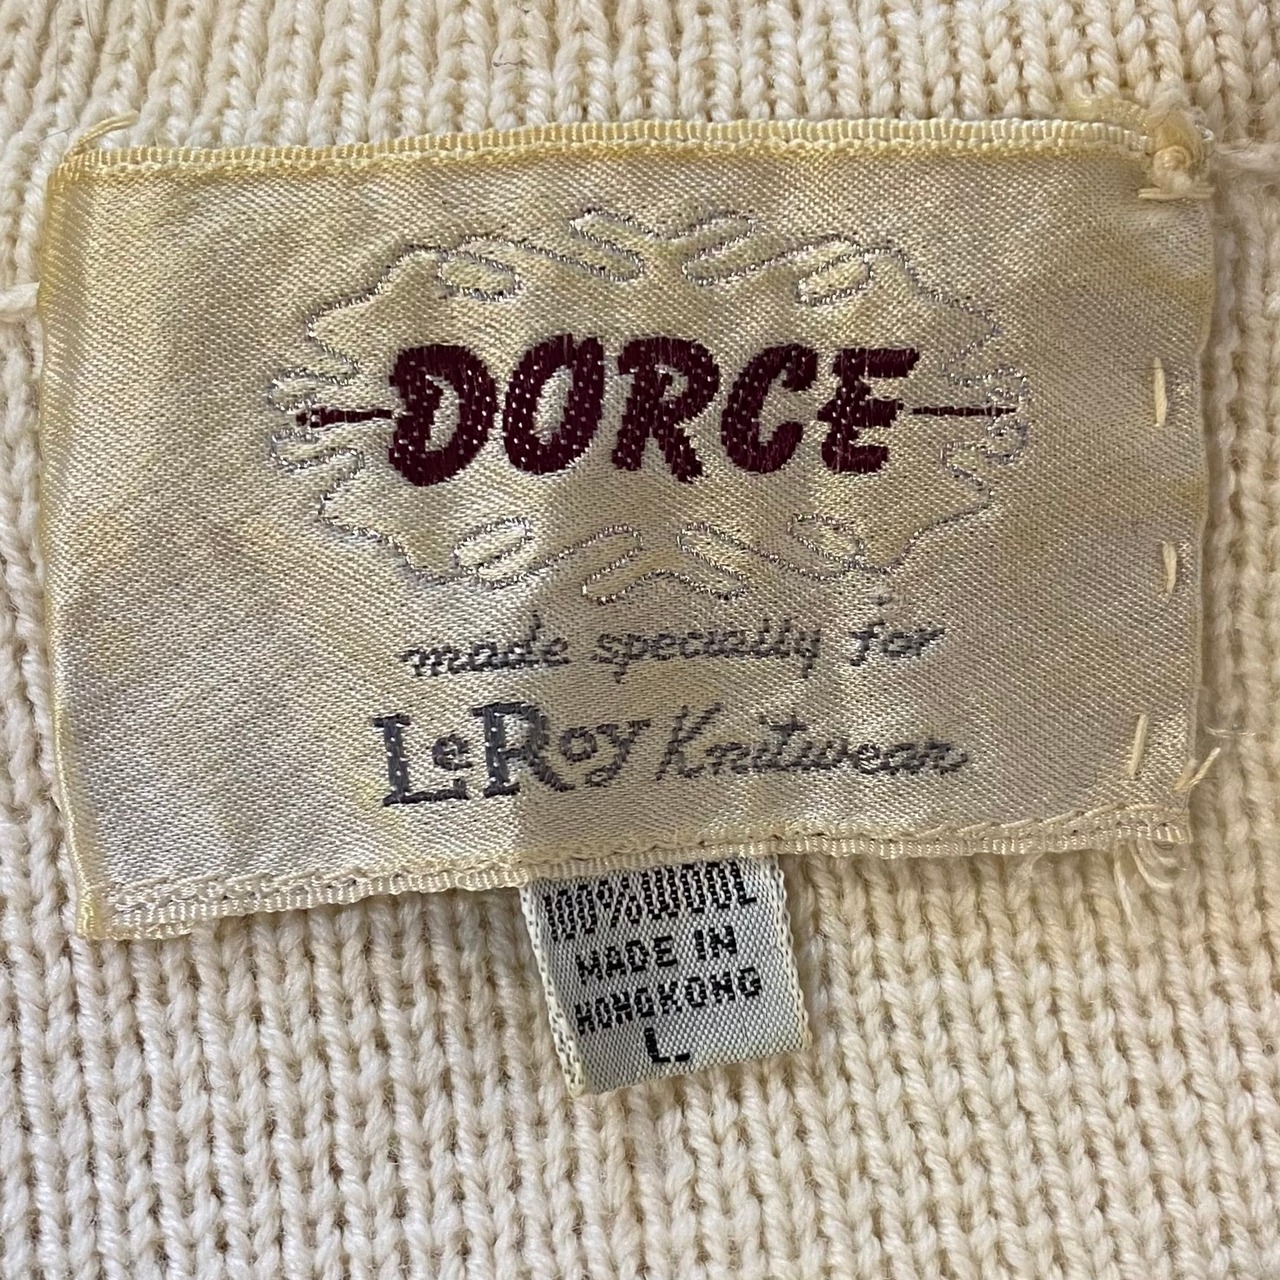 DORCE
made specially for
LeRoy Knitwear
100% WOOL
MADE IN
HONGKONG
L.